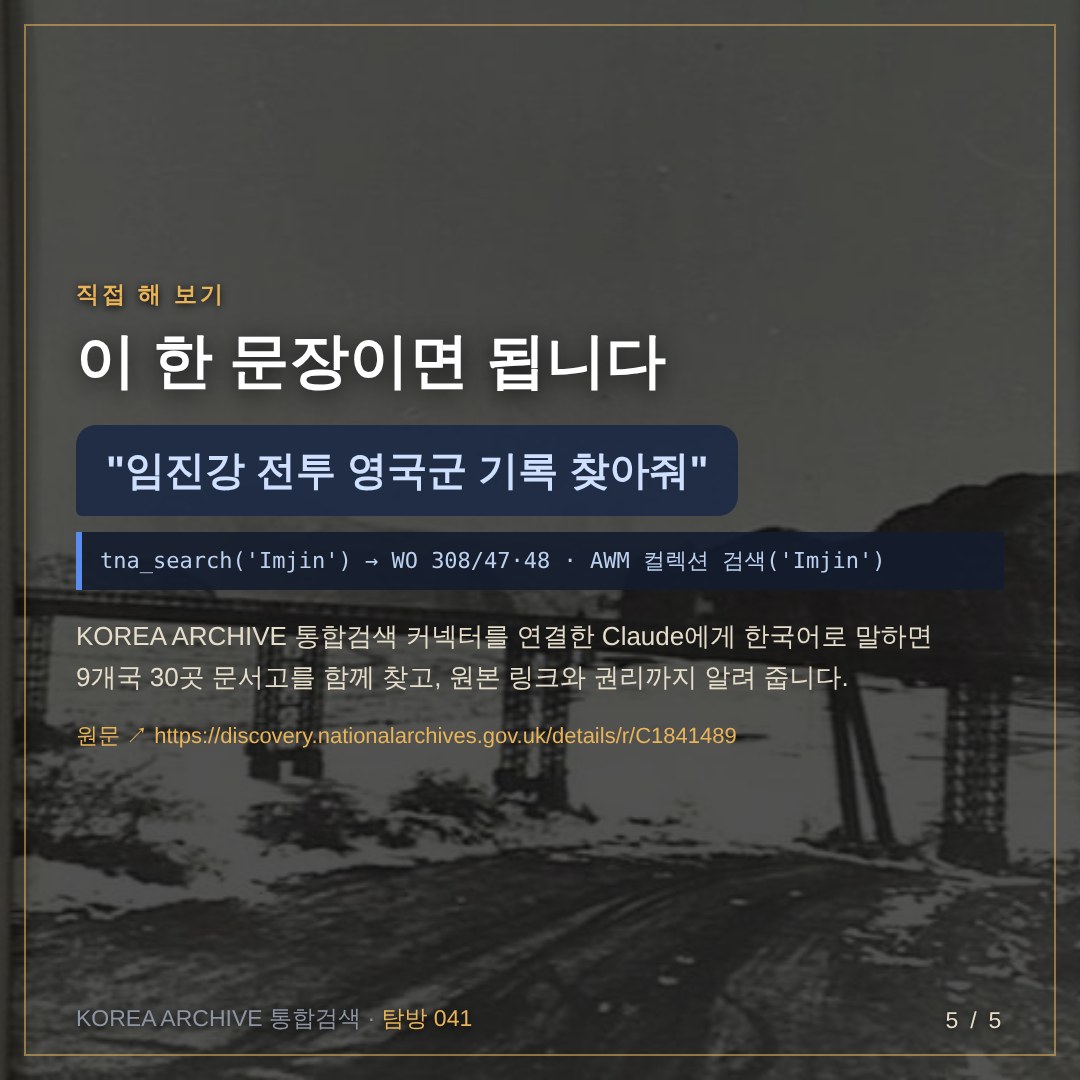 직접 해 보기
이 한 문장이면 됩니다
"임진강 전투 영국군 기록 찾아줘"
tna_search('Imjin') → WO 308/47·48 · AWM 컬렉션 검색('Imjin')
KOREA ARCHIVE 통합검색 커넥터를 연결한 Claude에게 한국어로 말하면
9개국 30곳 문서고를 함께 찾고, 원본 링크와 권리까지 알려 줍니다.
원문 ↗ https://discovery.nationalarchives.gov.uk/details/r/C1841489
KOREA ARCHIVE 통합검색 · 탐방 041
5 / 5